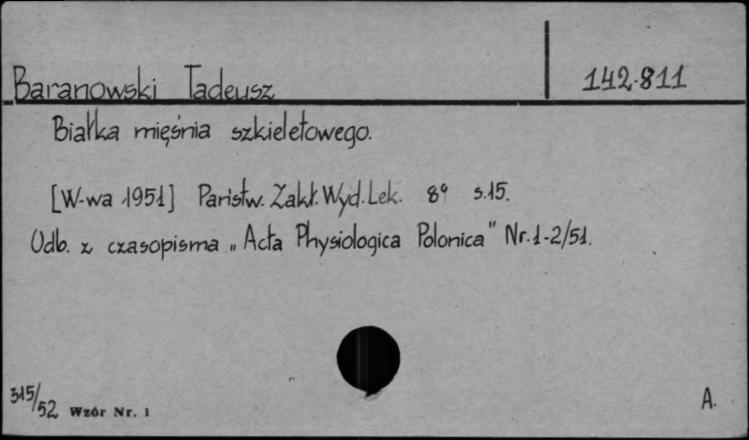 Baranowski Tadeusz 142.811
Białka mięśnia szkieletowego.
[W-wa 1951] Państw. Zakł. Wyd. Lek. 8° s.15.
Odb. z czasopisma „Acta Physiologica Polonica" Nr.1-2/51.
315/52 Wzór Nr. 1 A.